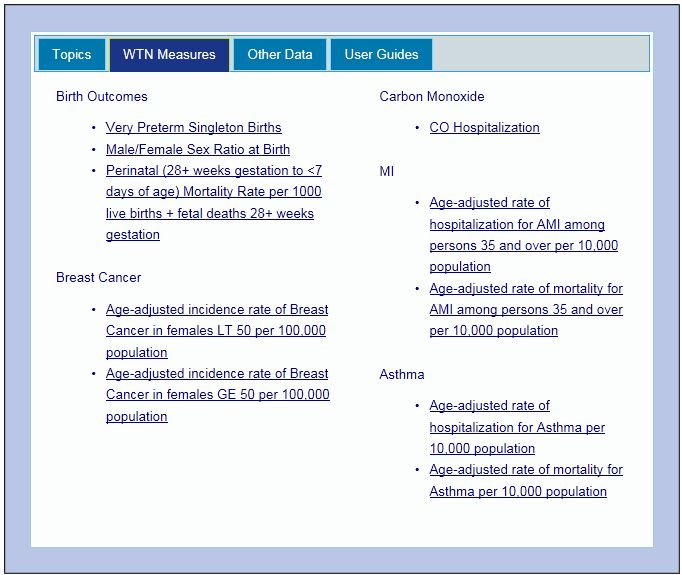 Topics
WTN Measures
Other Data
User Guides
Birth Outcomes
• Very Preterm Singleton Births
• Male/Female Sex Ratio at Birth
• Perinatal (28+ weeks gestation to <7
days of age) Mortality Rate per 1000
live births + fetal deaths 28+ weeks
gestation
Breast Cancer
• Age-adjusted incidence rate of Breast
Cancer in females LT 50 per 100,000
population
• Age-adjusted incidence rate of Breast
Cancer in females GE 50 per 100,000
population
Carbon Monoxide
• CO Hospitalization
MI
• Age-adjusted rate of
hospitalization for AMI among
persons 35 and over per 10,000
population
• Age-adjusted rate of mortality for
AMI among persons 35 and over
per 10,000 population
Asthma
• Age-adjusted rate of
hospitalization for Asthma per
10,000 population
• Age-adjusted rate of mortality for
Asthma per 10,000 population